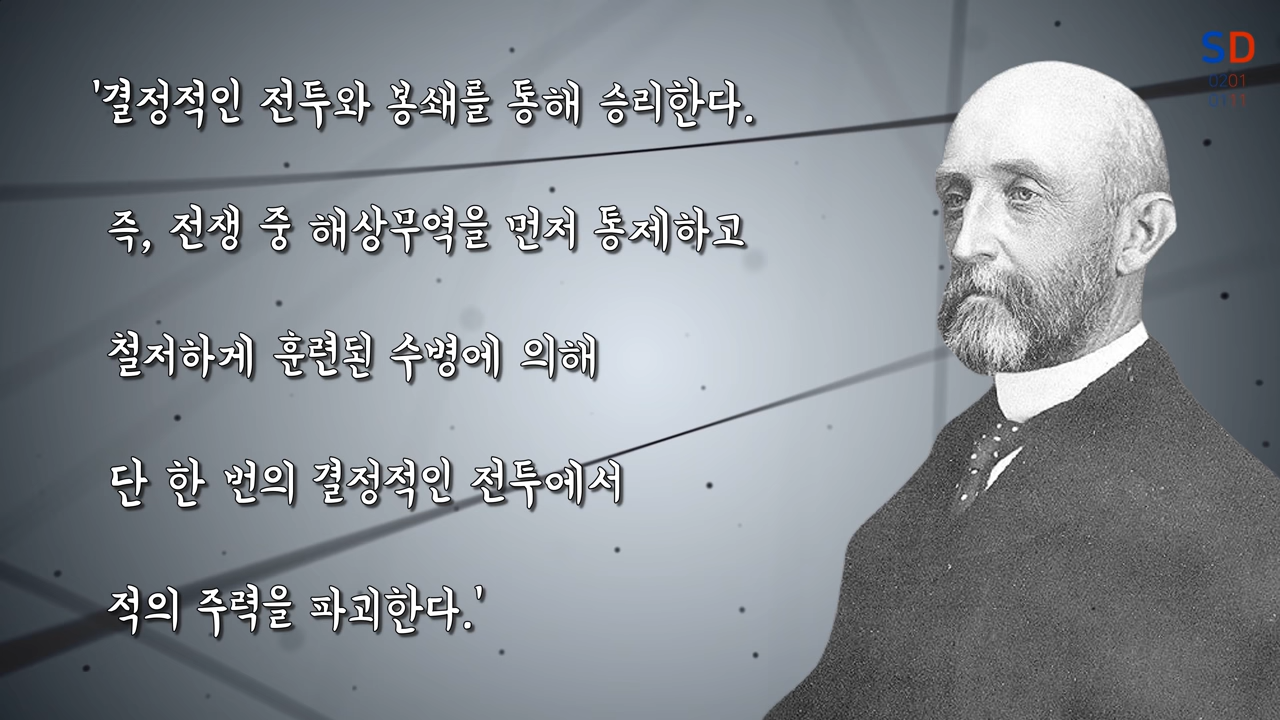 '결정적인 전투와 봉쇄를 통해 승리한다.
즉, 전쟁 중 해상무역을 먼저 통제하고
철저하게 훈련된 수병에 의해
단 한 번의 결정적인 전투에서
적의 주력을 파괴한다.'
SD
0201
0111